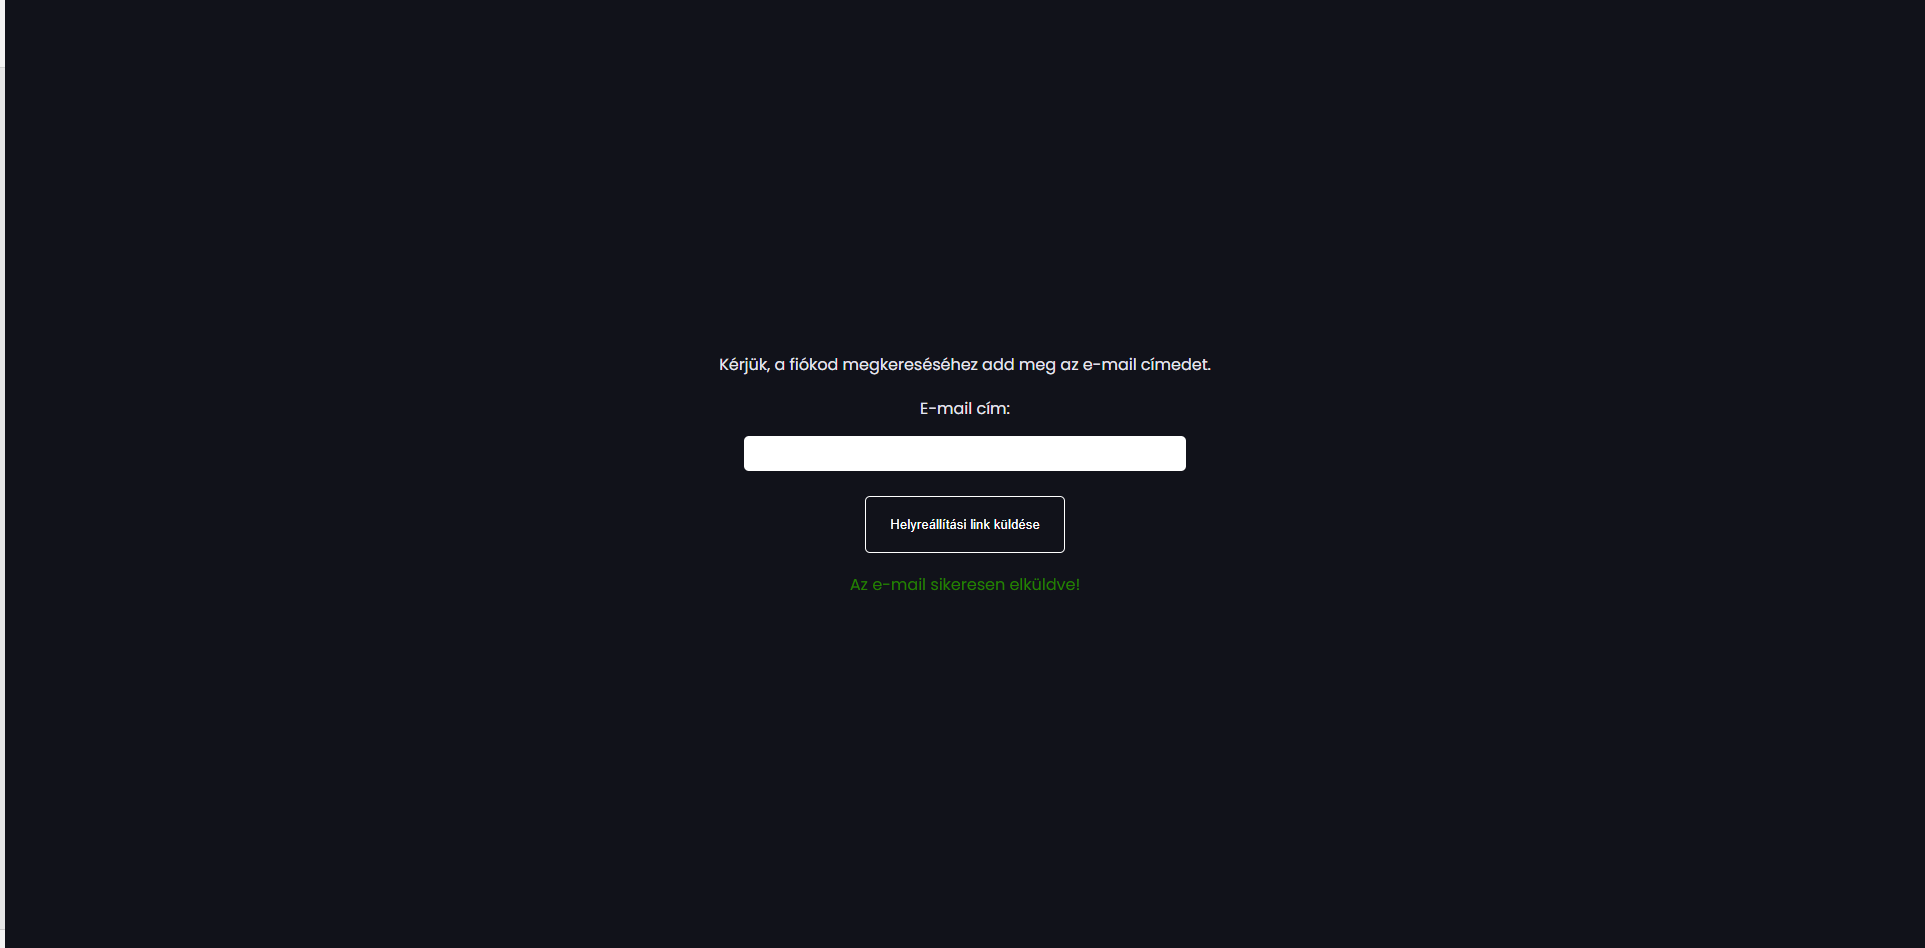 Kérjük, a fiókod megkereséséhez add meg az e-mail címedet.
E-mail cím:
Helyreállítási link küldése
Az e-mail sikeresen elküldve!